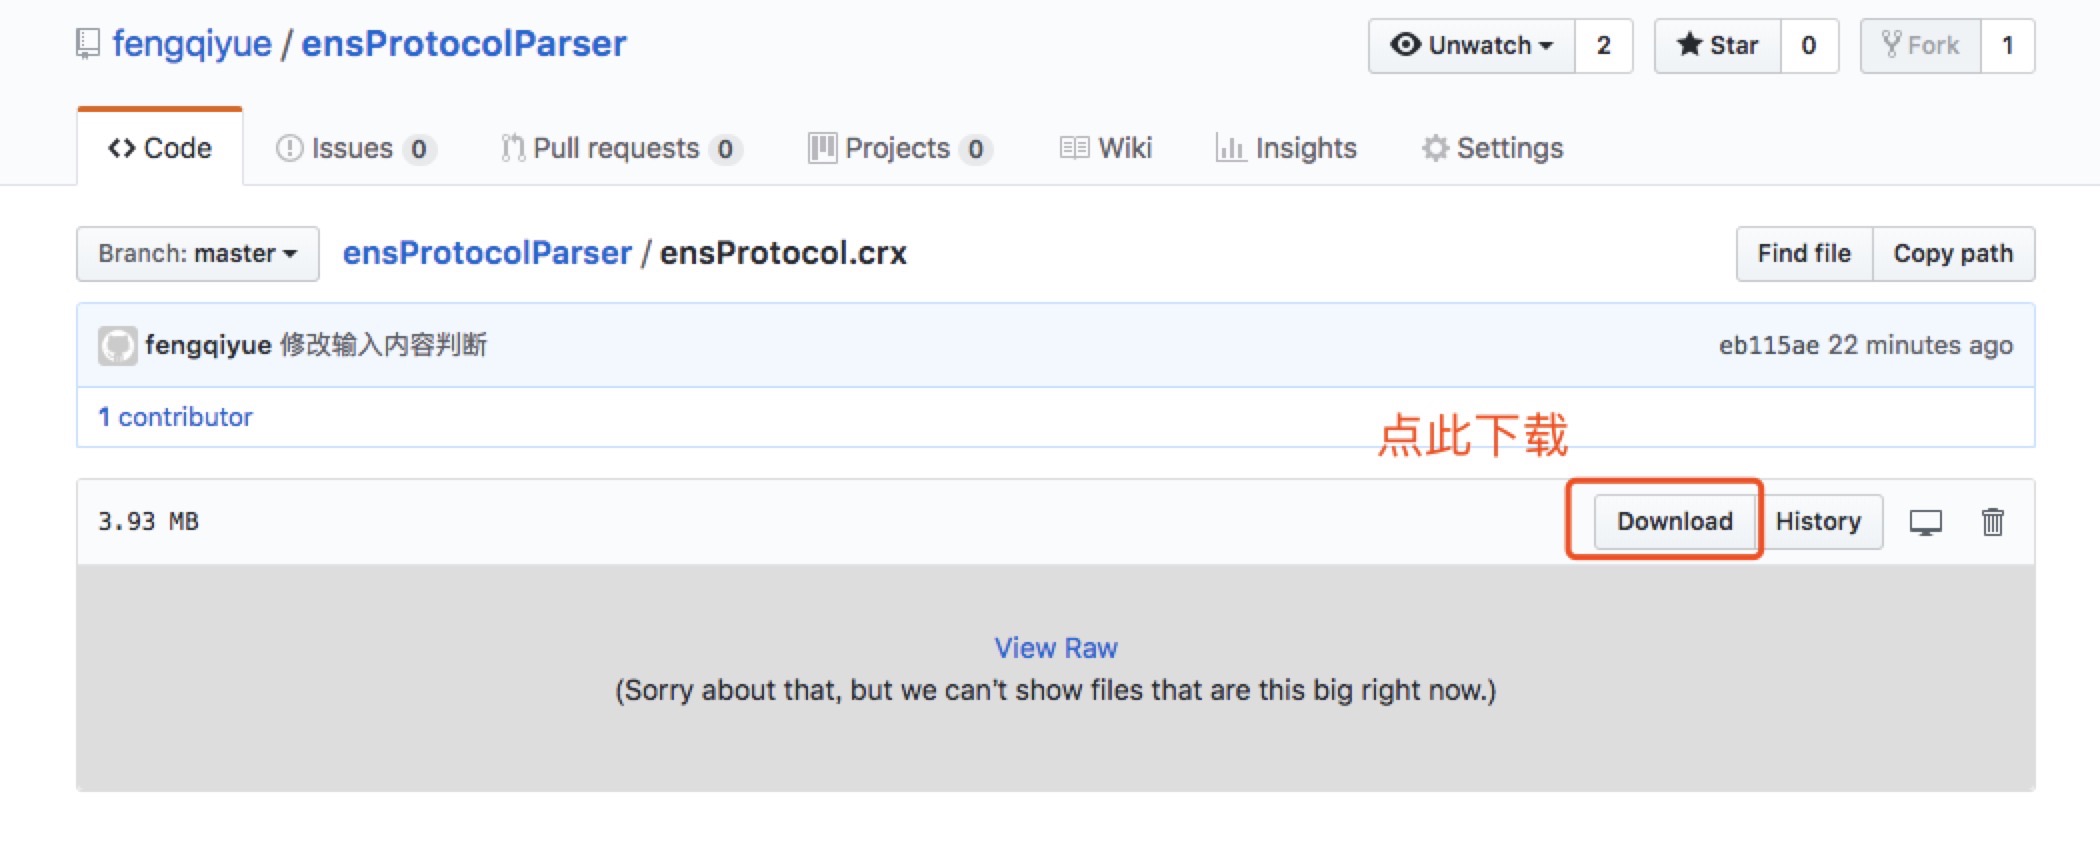 fengqiyue / ensProtocolParser
Unwatch 2 Star 0 Fork 1
Code Issues 0 Pull requests 0 Projects 0 Wiki Insights Settings
Branch: master ensProtocolParser / ensProtocol.crx Find file Copy path
fengqiyue 修改输入内容判断 eb115ae 22 minutes ago
1 contributor
点此下载
3.93 MB Download History
View Raw
(Sorry about that, but we can't show files that are this big right now.)